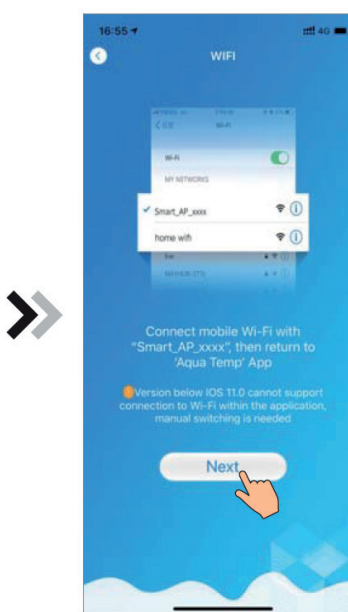 16:55 4G
WIFI
Wi-Fi
Wi-Fi
MY NETWORKS
Smart_AP_xxxx
home wifi
Connect mobile Wi-Fi with
"Smart_AP_xxxx", then return to
'Aqua Temp' App
Version below IOS 11.0 cannot support
connection to Wi-Fi within the application,
manual switching is needed
Next